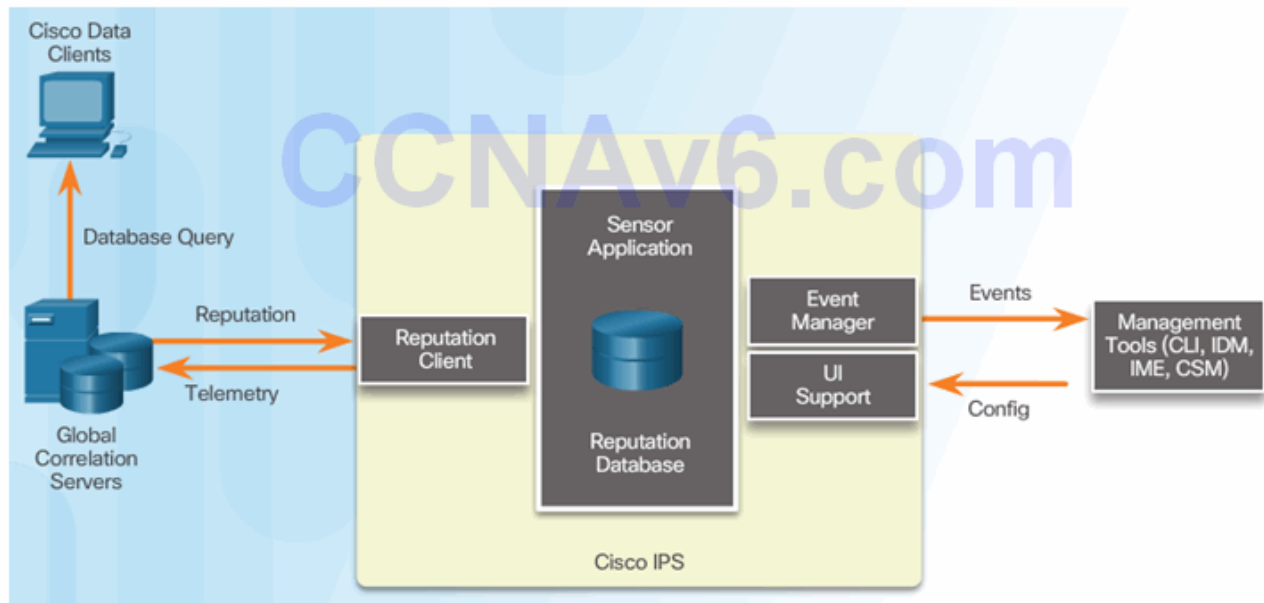 Cisco Data
Clients
CCNAv6.com
Database Query
Reputation
Telemetry
Global
Correlation
Servers
Reputation
Client
Sensor
Application
Reputation
Database
Event
Manager
UI
Support
Events
Config
Management
Tools (CLI, IDM,
IME, CSM)
Cisco IPS